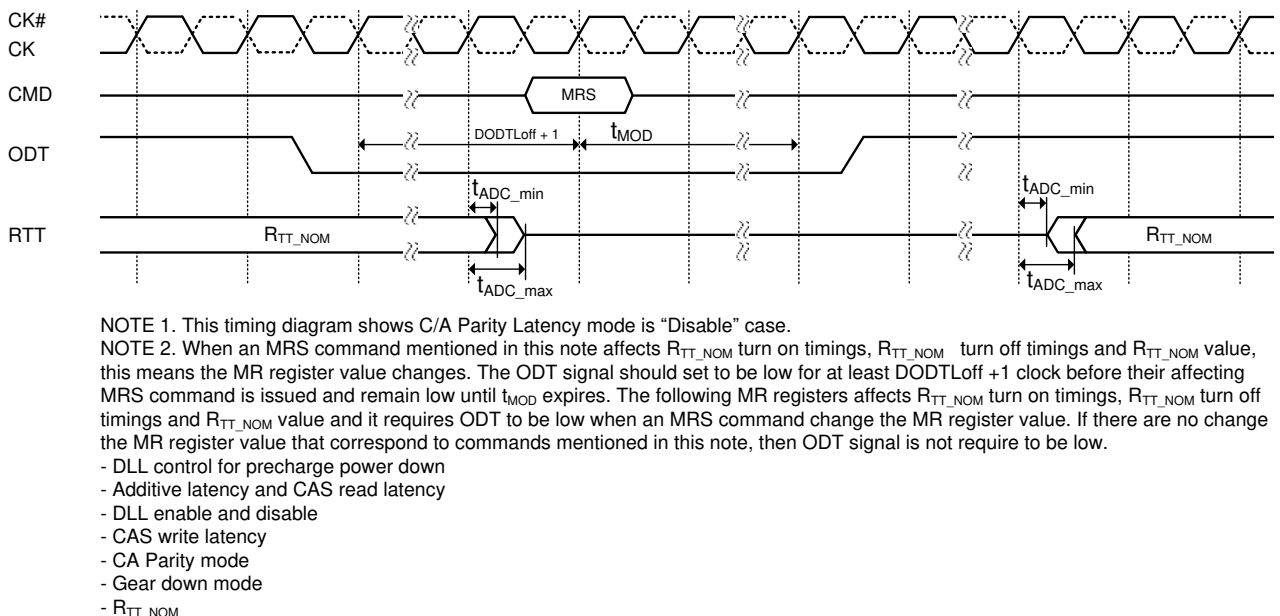 CK#
CK
CMD
MRS
ODT
DODTLoff + 1
tMOD
tADC_min
tADC_min
RTT
RTT_NOM
RTT_NOM
tADC_max
tADC_max
NOTE 1. This timing diagram shows C/A Parity Latency mode is “Disable” case.
NOTE 2. When an MRS command mentioned in this note affects RTT_NOM turn on timings, RTT_NOM turn off timings and RTT_NOM value,
this means the MR register value changes. The ODT signal should set to be low for at least DODTLoff +1 clock before their affecting
MRS command is issued and remain low until tMOD expires. The following MR registers affects RTT_NOM turn on timings, RTT_NOM turn off
timings and RTT_NOM value and it requires ODT to be low when an MRS command change the MR register value. If there are no change
the MR register value that correspond to commands mentioned in this note, then ODT signal is not require to be low.
- DLL control for precharge power down
- Additive latency and CAS read latency
- DLL enable and disable
- CAS write latency
- CA Parity mode
- Gear down mode
- RTT_NOM